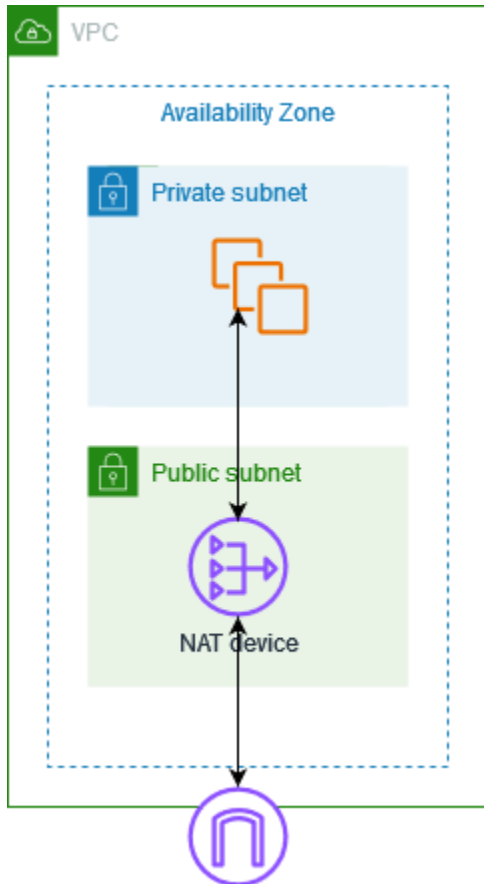 VPC
Availability Zone
Private subnet
Public subnet
NAT device